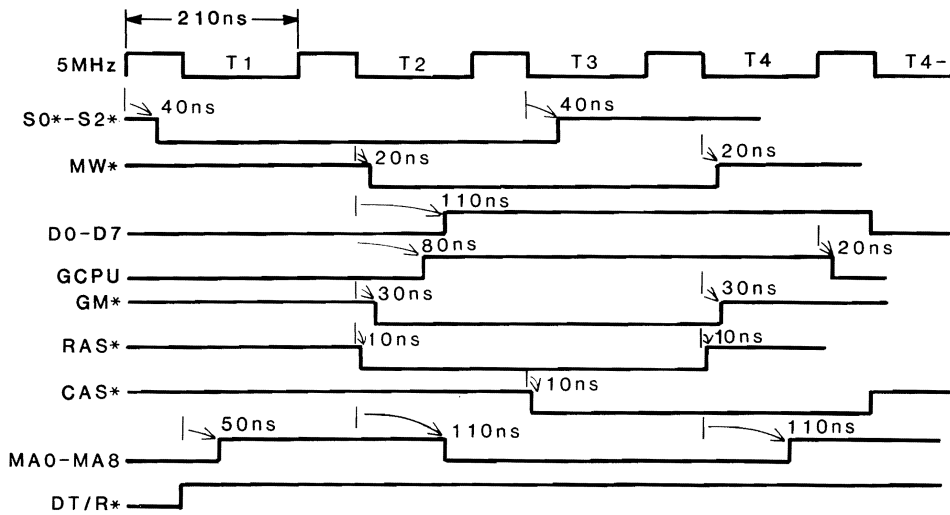 210ns
5MHz T1 T2 T3 T4 T4-
40ns 40ns
S0*-S2*
20ns 20ns
MW*
110ns
D0-D7
80ns 20ns
GCPU
30ns 30ns
GM*
10ns 10ns
RAS*
10ns
CAS*
50ns 110ns 110ns
MA0-MA8
DT/R*